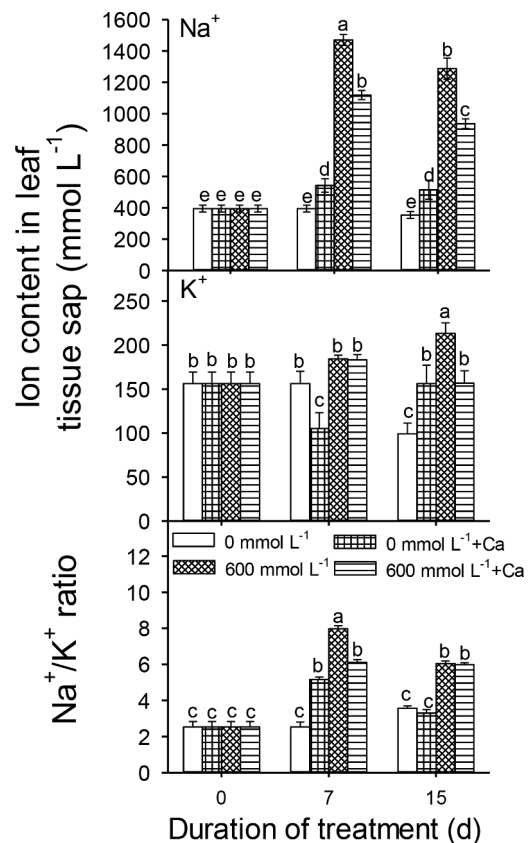 Ion content in leaf
tissue sap (mmol L⁻¹)
Na⁺
1600
1400
1200
1000
800
600
400
200
0
e e e e
e d a b
e d b c
K⁺
250
200
150
100
50
0
b b b b
b c b b
c b a b
Na⁺/K⁺ ratio
0 mmol L⁻¹
0 mmol L⁻¹+Ca
600 mmol L⁻¹
600 mmol L⁻¹+Ca
12
10
8
6
4
2
0
c c c c
c b a b
c c b b
0 7 15
Duration of treatment (d)